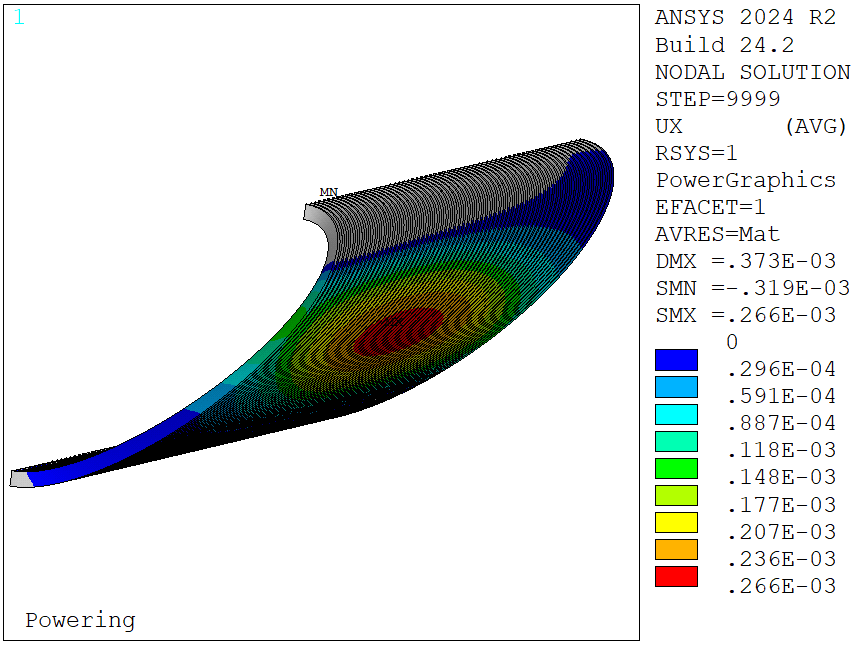 1
ANSYS 2024 R2
Build 24.2
NODAL SOLUTION
STEP=9999
UX (AVG)
RSYS=1
PowerGraphics
EFACET=1
AVRES=Mat
DMX =.373E-03
SMN =-.319E-03
SMX =.266E-03
0
.296E-04
.591E-04
.887E-04
.118E-03
.148E-03
.177E-03
.207E-03
.236E-03
.266E-03
MN
Powering